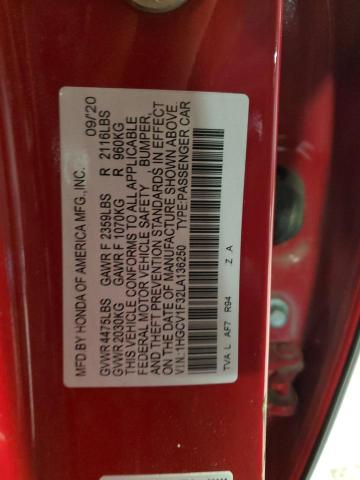 MFD. BY HONDA OF AMERICA MFG.,INC. 09/20
GVWR 4475LBS GAWR F 2359LBS R 2116LBS
GVWR 2030KG GAWR F 1070KG R 960KG
THIS VEHICLE CONFORMS TO ALL APPLICABLE
FEDERAL MOTOR VEHICLE SAFETY , BUMPER,
AND THEFT PREVENTION STANDARDS IN EFFECT
ON THE DATE OF MANUFACTURE SHOWN ABOVE.
V.I.N.:1HGCV1F32LA136250 TYPE:PASSENGER CAR
Z A
TVA L AF7 R94